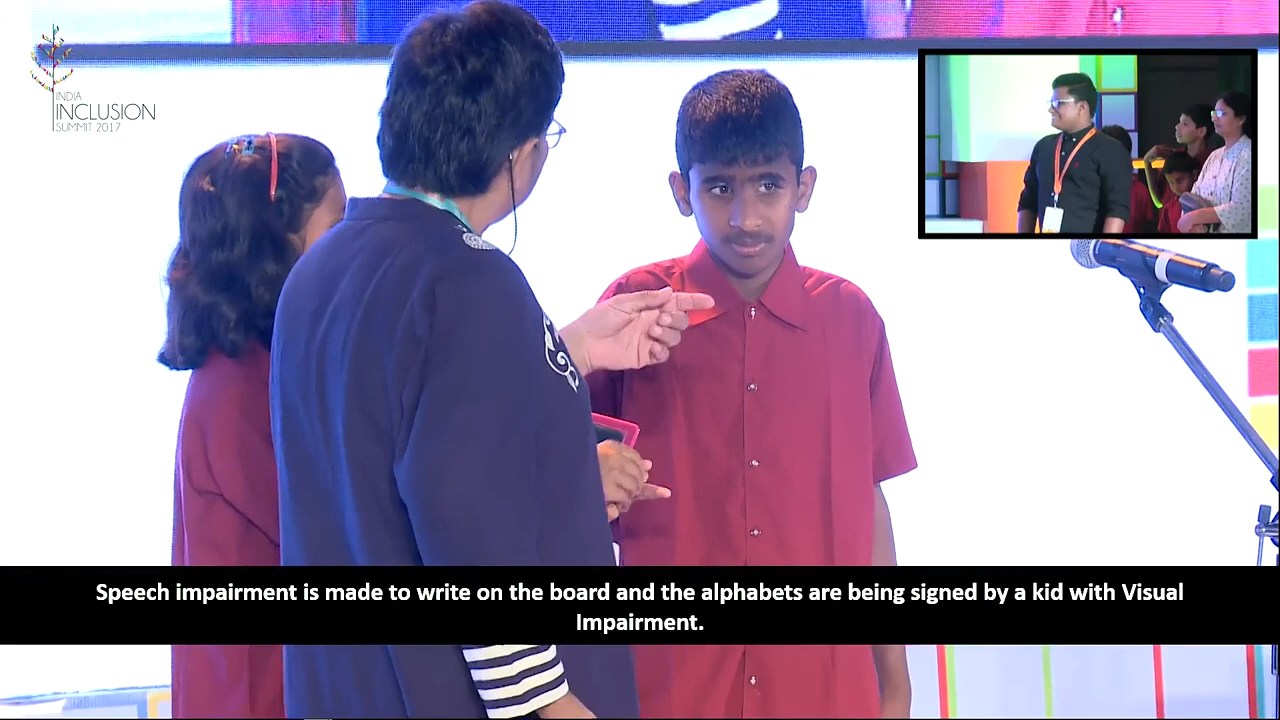 INDIA
INCLUSION
SUMMIT 2017
Speech impairment is made to write on the board and the alphabets are being signed by a kid with Visual
Impairment.